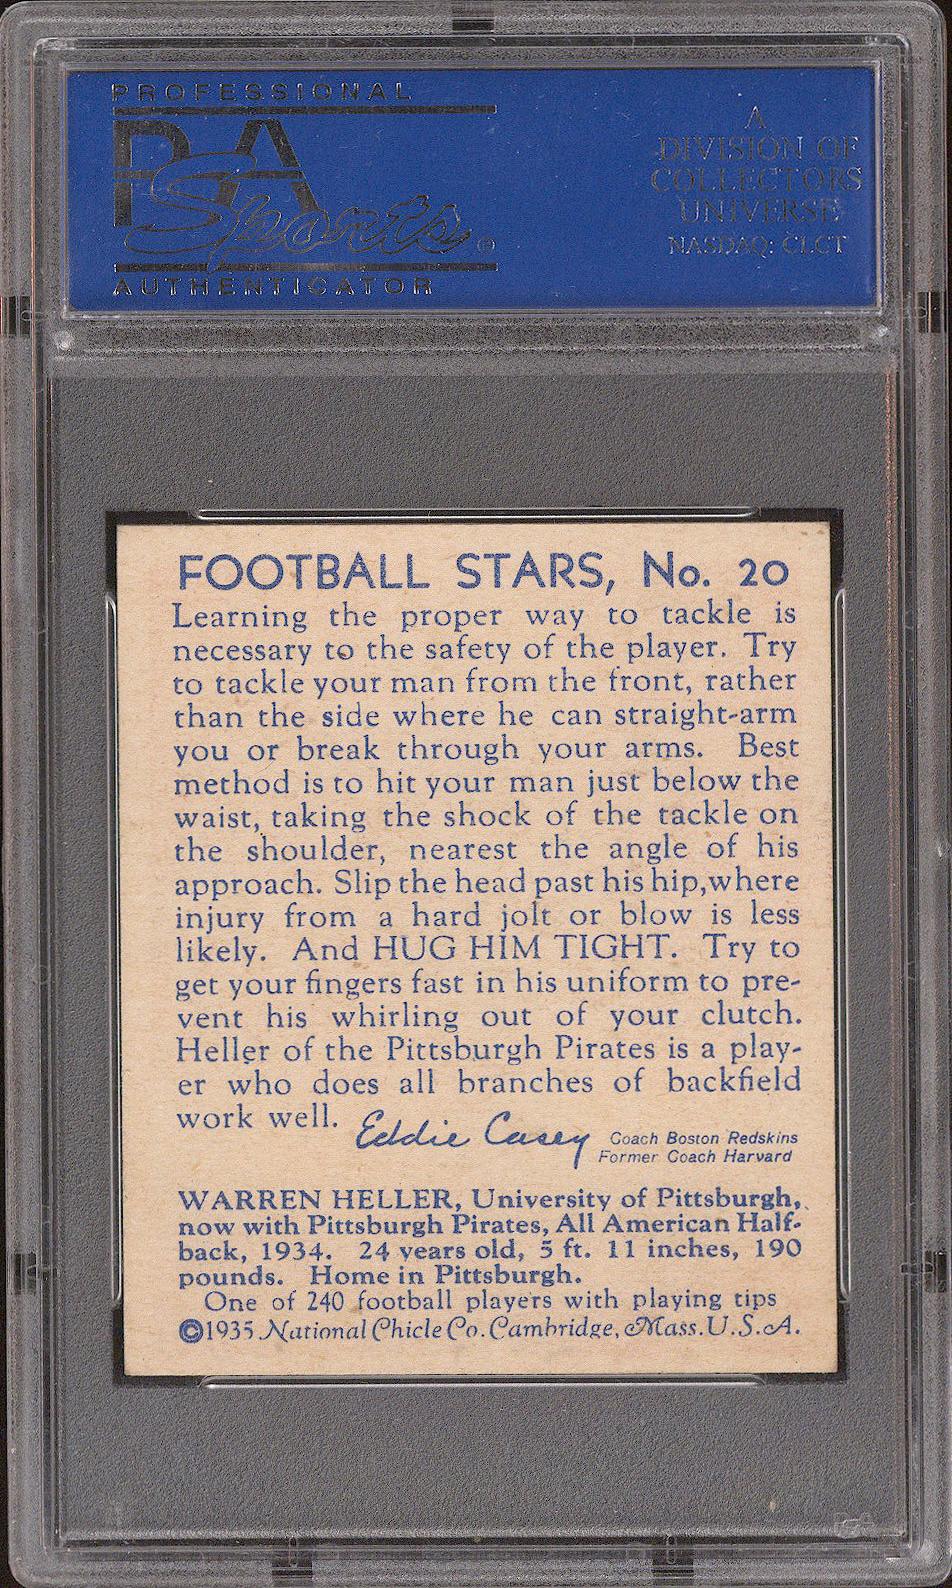 PROFESSIONAL
PSA
Sports
AUTHENTICATOR
A
DIVISION OF
COLLECTORS
UNIVERSE
NASDAQ: CLCT
FOOTBALL STARS, No. 20
Learning the proper way to tackle is
necessary to the safety of the player. Try
to tackle your man from the front, rather
than the side where he can straight-arm
you or break through your arms. Best
method is to hit your man just below the
waist, taking the shock of the tackle on
the shoulder, nearest the angle of his
approach. Slip the head past his hip,where
injury from a hard jolt or blow is less
likely. And HUG HIM TIGHT. Try to
get your fingers fast in his uniform to pre-
vent his whirling out of your clutch.
Heller of the Pittsburgh Pirates is a play-
er who does all branches of backfield
work well. Eddie Casey Coach Boston Redskins
Former Coach Harvard
WARREN HELLER, University of Pittsburgh,
now with Pittsburgh Pirates, All American Half-
back, 1934. 24 years old, 5 ft. 11 inches, 190
pounds. Home in Pittsburgh.
One of 240 football players with playing tips
©1935 National Chicle Co. Cambridge, Mass. U.S.A.
PSA